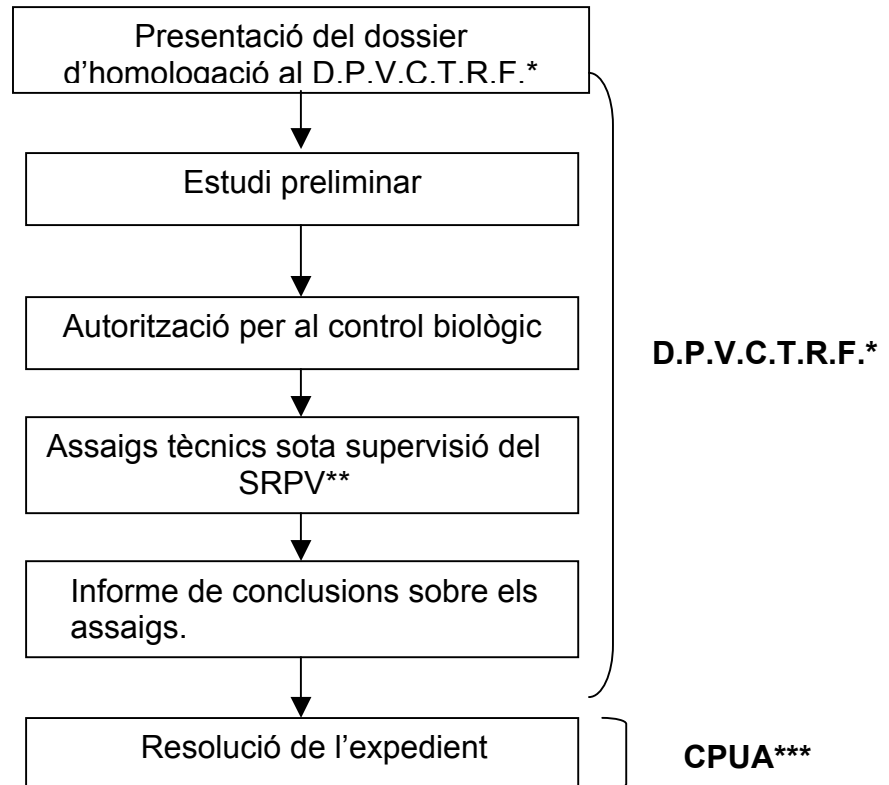 Presentació del dossier
d’homologació al D.P.V.C.T.R.F.*
Estudi preliminar
Autorització per al control biològic
D.P.V.C.T.R.F.*
Assaigs tècnics sota supervisió del
SRPV**
Informe de conclusions sobre els
assaigs.
Resolució de l’expedient
CPUA***